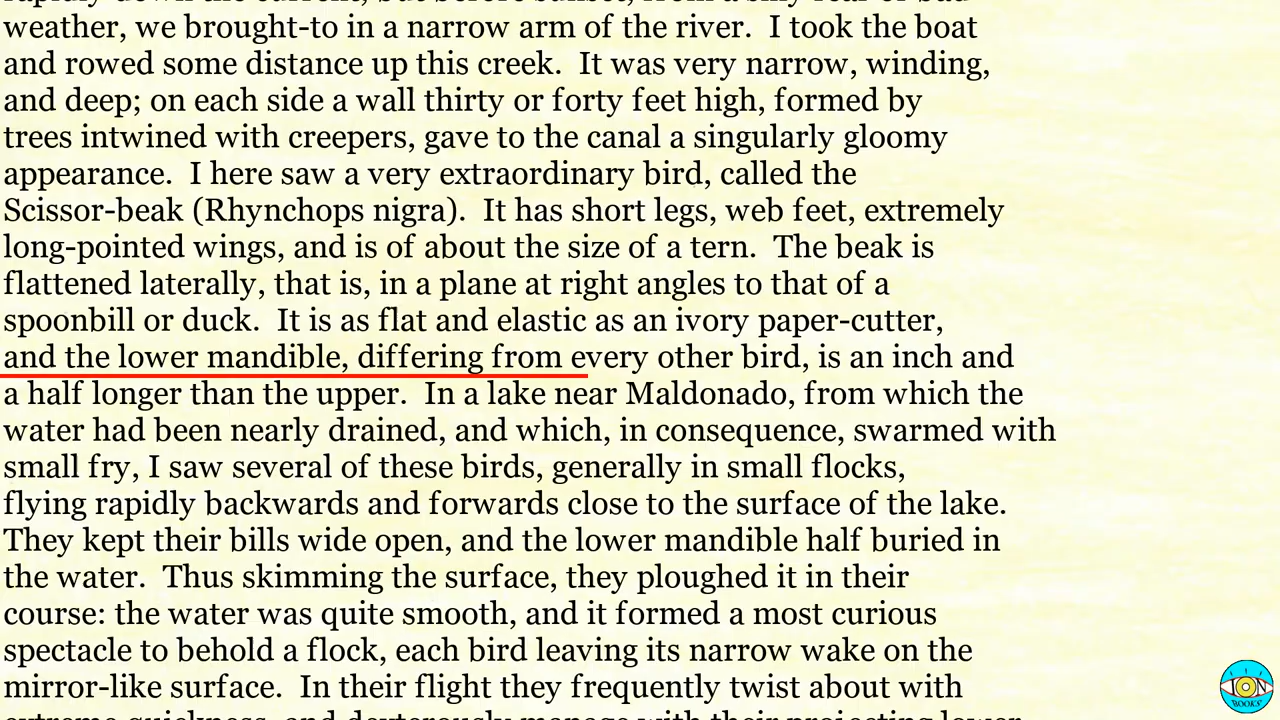 weather, we brought-to in a narrow arm of the river.  I took the boat
and rowed some distance up this creek.  It was very narrow, winding,
and deep; on each side a wall thirty or forty feet high, formed by
trees intwined with creepers, gave to the canal a singularly gloomy
appearance.  I here saw a very extraordinary bird, called the
Scissor-beak (Rhynchops nigra).  It has short legs, web feet, extremely
long-pointed wings, and is of about the size of a tern.  The beak is
flattened laterally, that is, in a plane at right angles to that of a
spoonbill or duck.  It is as flat and elastic as an ivory paper-cutter,
and the lower mandible, differing from every other bird, is an inch and
a half longer than the upper.  In a lake near Maldonado, from which the
water had been nearly drained, and which, in consequence, swarmed with
small fry, I saw several of these birds, generally in small flocks,
flying rapidly backwards and forwards close to the surface of the lake.
They kept their bills wide open, and the lower mandible half buried in
the water.  Thus skimming the surface, they ploughed it in their
course: the water was quite smooth, and it formed a most curious
spectacle to behold a flock, each bird leaving its narrow wake on the
mirror-like surface.  In their flight they frequently twist about with
extreme quickness, and dexterously manage with their projecting lower
ION
BOOKS